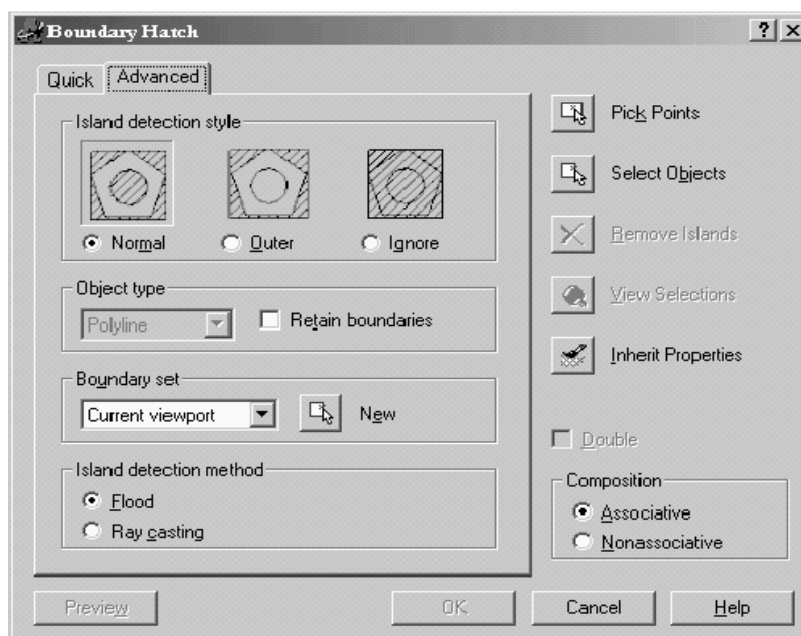 Boundary Hatch
Quick
Advanced
Island detection style
Normal
Outer
Ignore
Object type
Polyline
Retain boundaries
Boundary set
Current viewport
New
Island detection method
Flood
Ray casting
Pick Points
Select Objects
Remove Islands
View Selections
Inherit Properties
Double
Composition
Associative
Nonassociative
Preview
OK
Cancel
Help